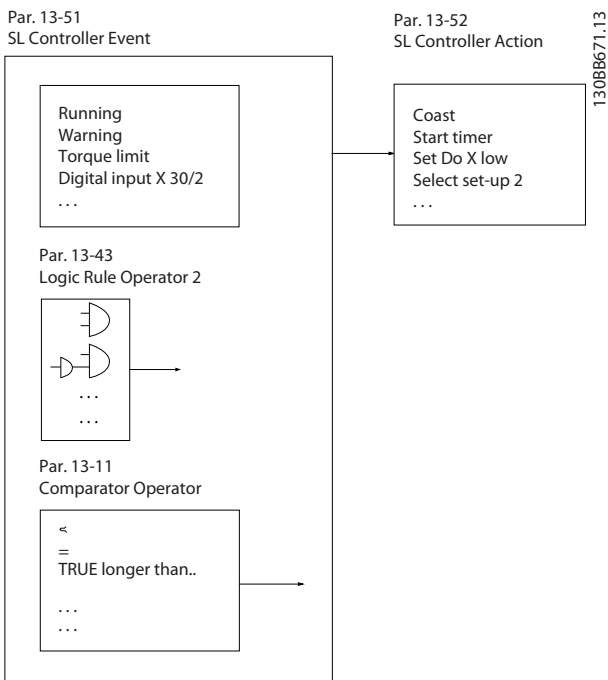 Par. 13-51
SL Controller Event
Par. 13-52
SL Controller Action
130BB671.13
Running
Warning
Torque limit
Digital input X 30/2
. . .
Coast
Start timer
Set Do X low
Select set-up 2
. . .
Par. 13-43
Logic Rule Operator 2
. . .
. . .
Par. 13-11
Comparator Operator
<
=
TRUE longer than..
. . .
. . .